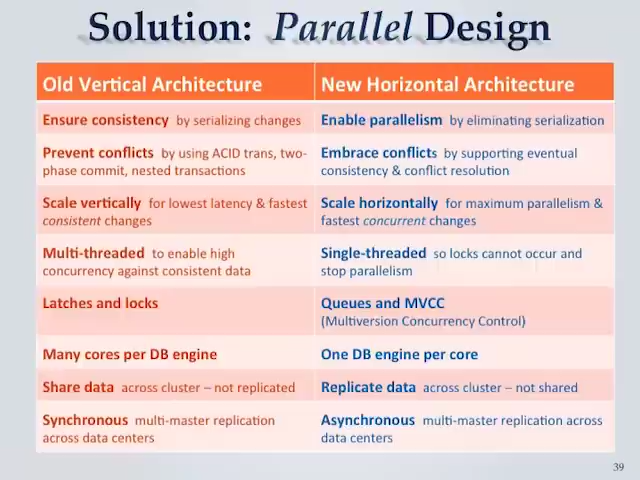 Solution: Parallel Design
Old Vertical Architecture
New Horizontal Architecture
Ensure consistency by serializing changes
Enable parallelism by eliminating serialization
Prevent conflicts by using ACID trans, two-
phase commit, nested transactions
Embrace conflicts by supporting eventual
consistency & conflict resolution
Scale vertically for lowest latency & fastest
consistent changes
Scale horizontally for maximum parallelism &
fastest concurrent changes
Multi-threaded to enable high
concurrency against consistent data
Single-threaded so locks cannot occur and
stop parallelism
Latches and locks
Queues and MVCC
(Multiversion Concurrency Control)
Many cores per DB engine
One DB engine per core
Share data across cluster – not replicated
Replicate data across cluster – not shared
Synchronous multi-master replication
across data centers
Asynchronous multi-master replication across
data centers
39